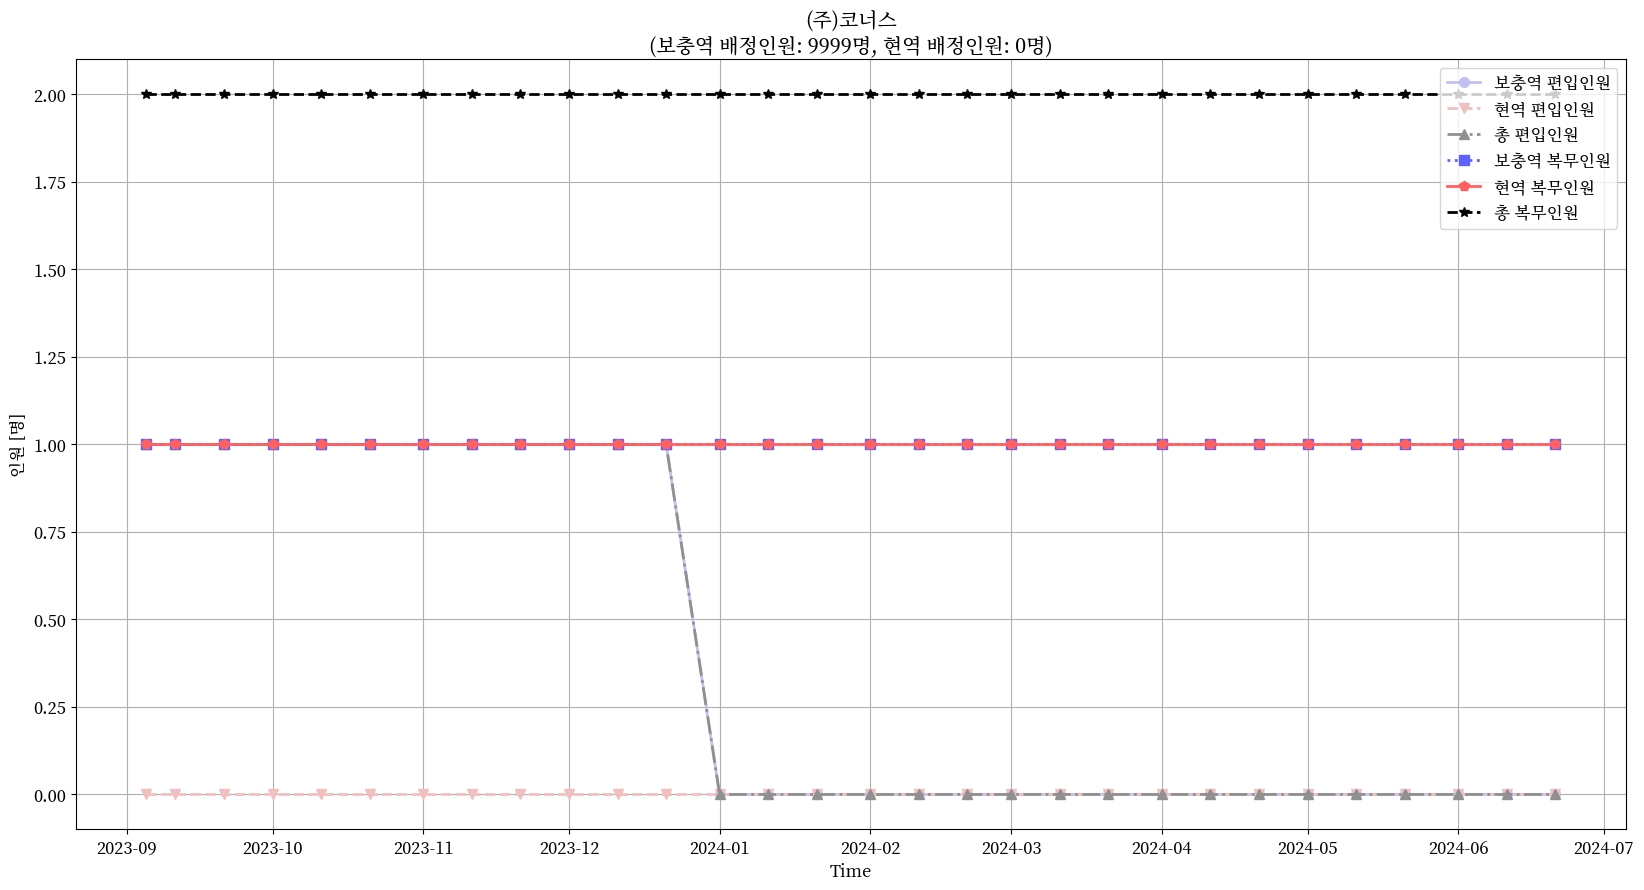 (주)코너스
(보충역 배정인원: 9999명, 현역 배정인원: 0명)
보충역 편입인원
현역 편입인원
총 편입인원
보충역 복무인원
현역 복무인원
총 복무인원
인원 [명]
2.00
1.75
1.50
1.25
1.00
0.75
0.50
0.25
0.00
2023-09 2023-10 2023-11 2023-12 2024-01 2024-02 2024-03 2024-04 2024-05 2024-06 2024-07
Time